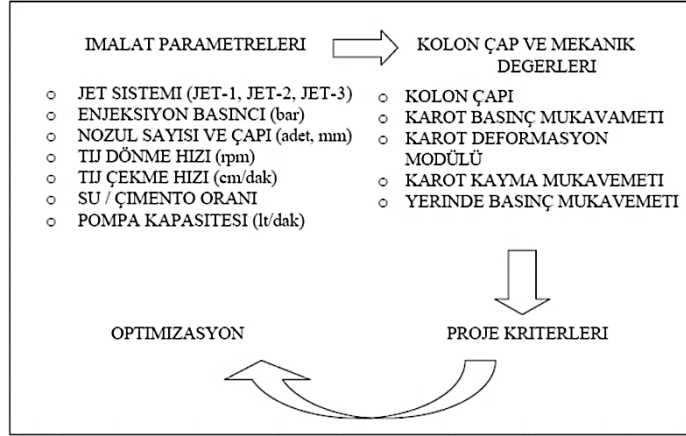 IMALAT PARAMETRELERI
o JET SISTEMI (JET-1, JET-2, JET-3)
o ENJEKSIYON BASINCI (bar)
o NOZUL SAYISI VE ÇAPI (adet, mm)
o TIJ DÖNME HIZI (rpm)
o TIJ ÇEKME HIZI (cm/dak)
o SU / ÇIMENTO ORANI
o POMPA KAPASITESI (lt/dak)
KOLON ÇAP VE MEKANIK
DEGERLERI
o KOLON ÇAPI
o KAROT BASINÇ MUKAVAMETI
o KAROT DEFORMASYON
MODÜLÜ
o KAROT KAYMA MUKAVEMETI
o YERINDE BASINÇ MUKAVEMETI
OPTIMIZASYON
PROJE KRITERLERI